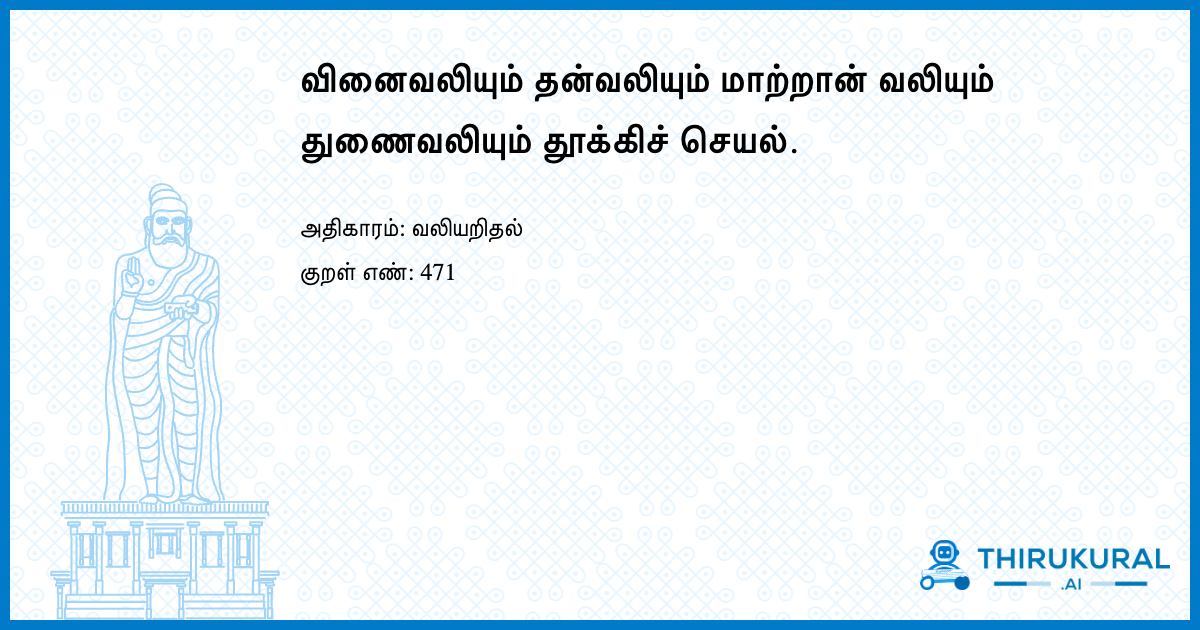 வினைவலியும் தன்வலியும் மாற்றான் வலியும்
துணைவலியும் தூக்கிச் செயல்.
அதிகாரம்: வலியறிதல்
குறள் எண்: 471
THIRUKURAL
.AI